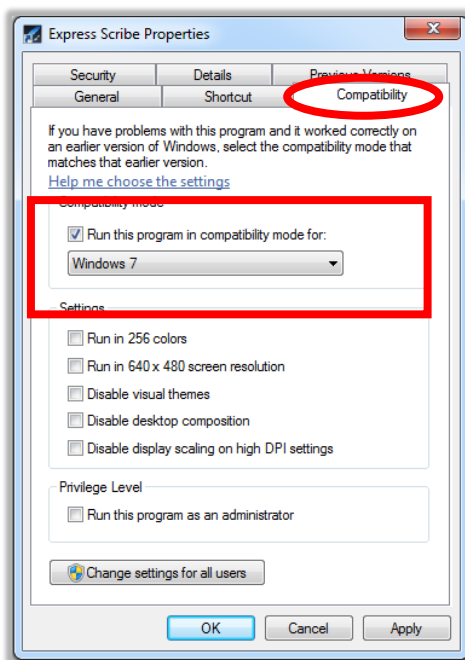 Express Scribe Properties
Security Details Previous Versions
General Shortcut Compatibility
If you have problems with this program and it worked correctly on
an earlier version of Windows, select the compatibility mode that
matches that earlier version.
Help me choose the settings
Compatibility mode
Run this program in compatibility mode for:
Windows 7
Settings
Run in 256 colors
Run in 640 x 480 screen resolution
Disable visual themes
Disable desktop composition
Disable display scaling on high DPI settings
Privilege Level
Run this program as an administrator
Change settings for all users
OK Cancel Apply